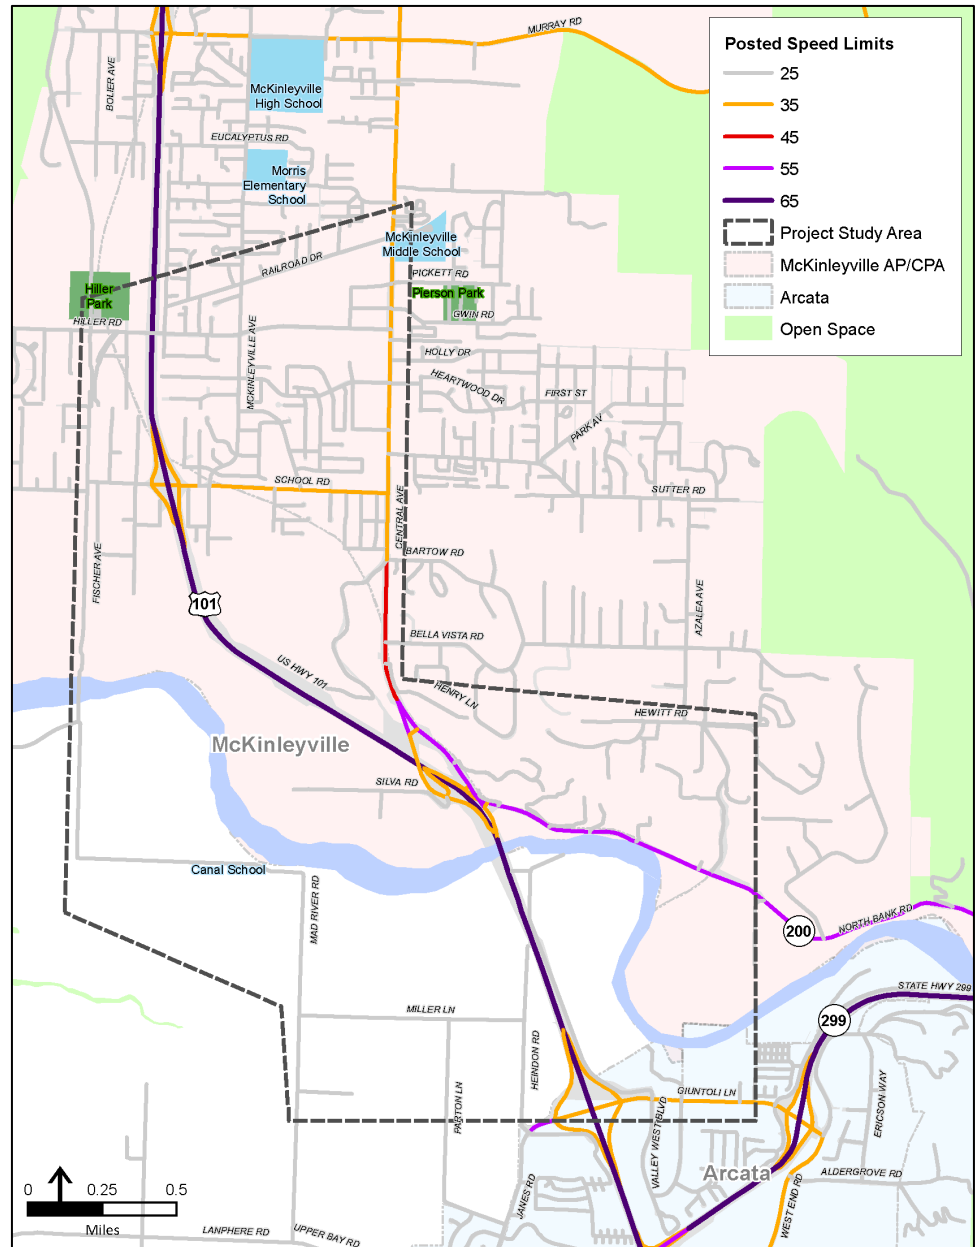 MURRAY RD
Posted Speed Limits
25
35
45
55
65
Project Study Area
McKinleyville AP/CPA
Arcata
Open Space
BOLIER AVE
McKinleyville
High School
EUCALYPTUS RD
Morris
Elementary
School
McKinleyville
Middle School
RAILROAD DR
PICKETT RD
Hiller
Park
Pierson Park
GWIN RD
HILLER RD
MCKINLEYVILLE AVE
HOLLY DR
HEARTWOOD DR
FIRST ST
PARK AV
SCHOOL RD
SUTTER RD
CENTRAL AVE
BARTOW RD
FISCHER AVE
101
AZALEA AVE
BELLA VISTA RD
US HWY 101
HENRY LN
HEWITT RD
McKinleyville
SILVA RD
Canal School
MAD RIVER RD
200
NORTH BANK RD
STATE HWY 299
299
MILLER LN
HEINDON RD
PARTON LN
GIUNTOLI LN
VALLEY WEST BLVD
ERICSON WAY
Arcata
ALDERGROVE RD
WEST END RD
JANES RD
0 0.25 0.5
Miles
LANPHERE RD
UPPER BAY RD